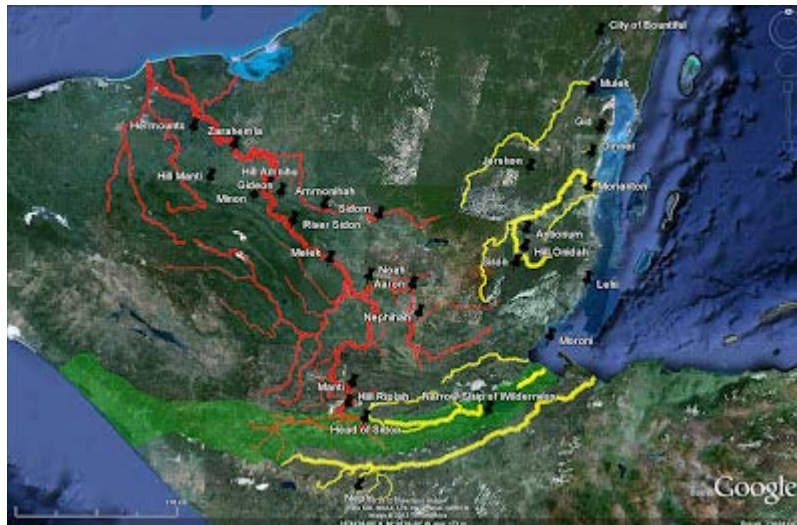 City of Bountiful
Mulek
Gid
Hermounts
Zarahemla
Omner
Jershon
Hill Amnihu
Hill Manti
Gideon
Ammonihah
Morianton
Minon
Sidom
River Sidon
Antionum
Hill Onidah
Melek
Siron
Noah
Aaron
Lehi
Nephihah
Moroni
Manti
Hill Riplah
Narrow Strip of Wilderness
Head of Sidon
Nephi
Google